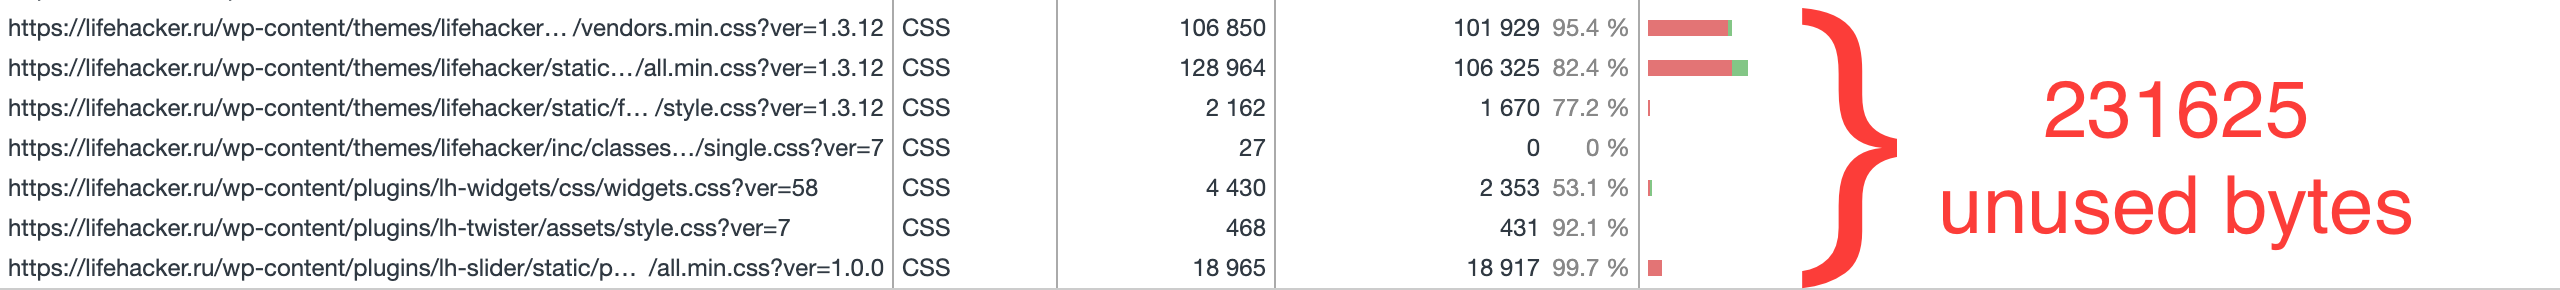 https://lifehacker.ru/wp-content/themes/lifehacker… /vendors.min.css?ver=1.3.12 CSS 106 850 101 929 95.4 %
https://lifehacker.ru/wp-content/themes/lifehacker/static…/all.min.css?ver=1.3.12 CSS 128 964 106 325 82.4 %
https://lifehacker.ru/wp-content/themes/lifehacker/static/f… /style.css?ver=1.3.12 CSS 2 162 1 670 77.2 %
https://lifehacker.ru/wp-content/themes/lifehacker/inc/classes…/single.css?ver=7 CSS 27 0 0 %
https://lifehacker.ru/wp-content/plugins/lh-widgets/css/widgets.css?ver=58 CSS 4 430 2 353 53.1 %
https://lifehacker.ru/wp-content/plugins/lh-twister/assets/style.css?ver=7 CSS 468 431 92.1 %
https://lifehacker.ru/wp-content/plugins/lh-slider/static/p… /all.min.css?ver=1.0.0 CSS 18 965 18 917 99.7 %
231625
unused bytes